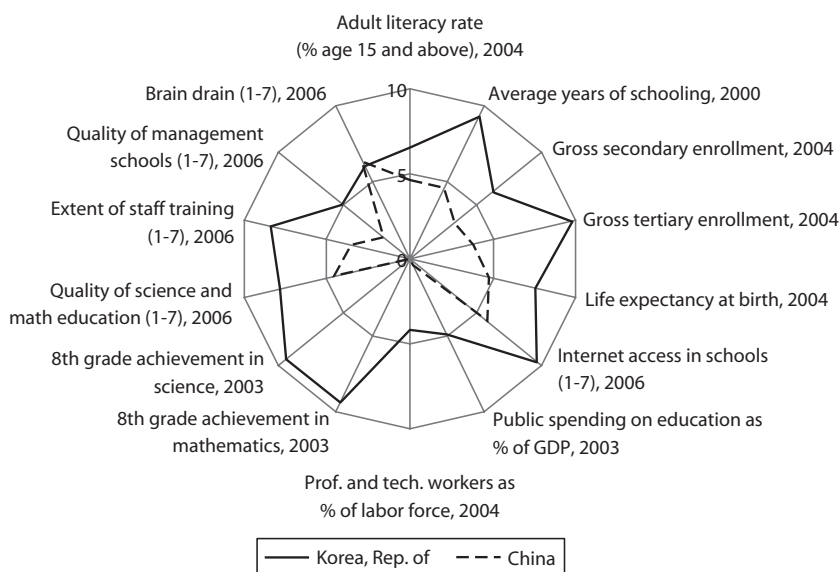 Adult literacy rate
(% age 15 and above), 2004
Brain drain (1-7), 2006
10
Average years of schooling, 2000
Quality of management
schools (1-7), 2006
Gross secondary enrollment, 2004
5
Extent of staff training
(1-7), 2006
Gross tertiary enrollment, 2004
0
Quality of science and
math education (1-7), 2006
Life expectancy at birth, 2004
8th grade achievement in
science, 2003
Internet access in schools
(1-7), 2006
8th grade achievement in
mathematics, 2003
Public spending on education as
% of GDP, 2003
Prof. and tech. workers as
% of labor force, 2004
Korea, Rep. of
China